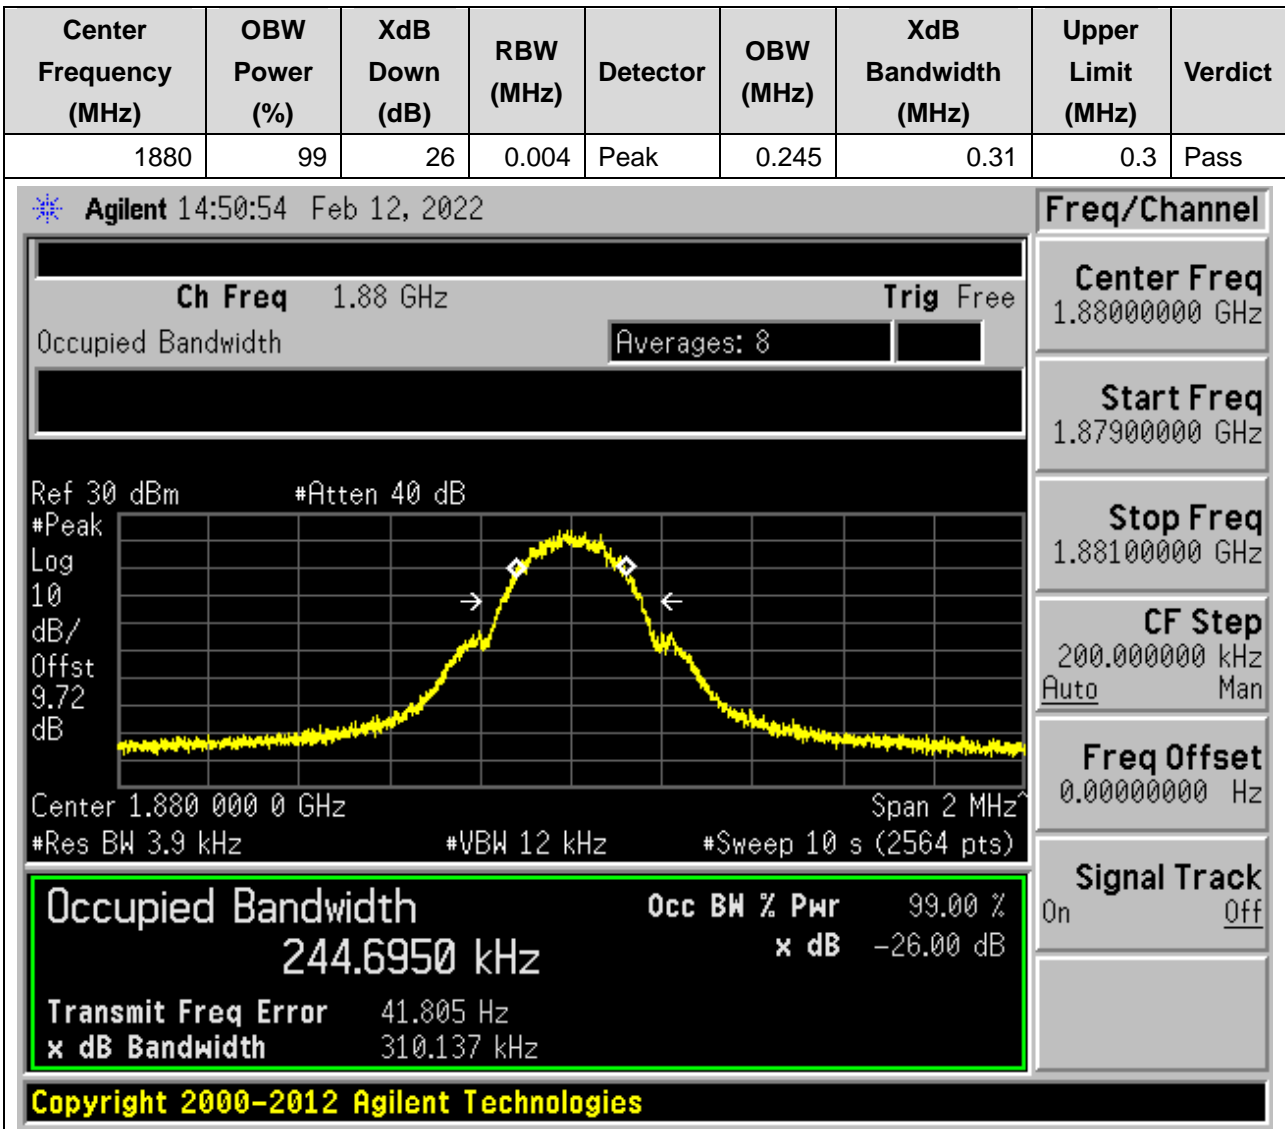 Center Frequency (MHz) OBW Power (%) XdB Down (dB) RBW (MHz) Detector OBW (MHz) XdB Bandwidth (MHz) Upper Limit (MHz) Verdict
1880 99 26 0.004 Peak 0.245 0.31 0.3 Pass
Agilent 14:50:54 Feb 12, 2022
Freq/Channel
Ch Freq 1.88 GHz Trig Free
Occupied Bandwidth Averages: 8
Ref 30 dBm #Atten 40 dB
#Peak
Log
10
dB/
Offst
9.72
dB
Center 1.880 000 0 GHz Span 2 MHz^
#Res BW 3.9 kHz #VBW 12 kHz #Sweep 10 s (2564 pts)
Occupied Bandwidth Occ BW % Pwr 99.00 %
244.6950 kHz x dB -26.00 dB
Transmit Freq Error 41.805 Hz
x dB Bandwidth 310.137 kHz
Copyright 2000-2012 Agilent Technologies
Center Freq
1.88000000 GHz
Start Freq
1.87900000 GHz
Stop Freq
1.88100000 GHz
CF Step
200.000000 kHz
Auto Man
Freq Offset
0.00000000 Hz
Signal Track
On Off